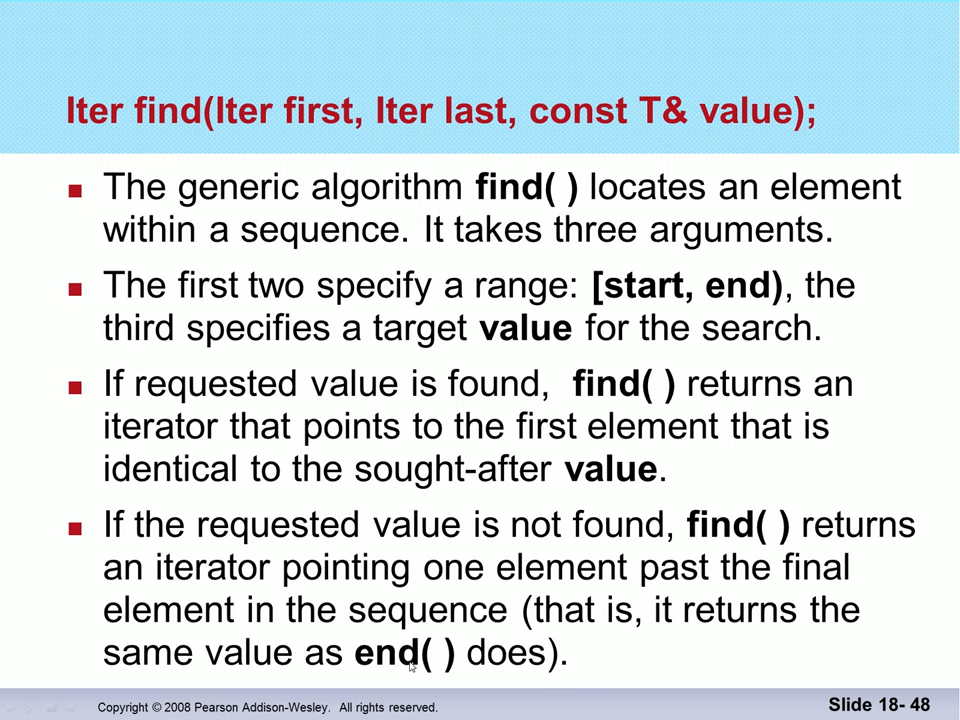 Iter find(Iter first, Iter last, const T& value);
The generic algorithm find( ) locates an element
within a sequence. It takes three arguments.
The first two specify a range: [start, end), the
third specifies a target value for the search.
If requested value is found,  find( ) returns an
iterator that points to the first element that is
identical to the sought-after value.
If the requested value is not found, find( ) returns
an iterator pointing one element past the final
element in the sequence (that is, it returns the
same value as end( ) does).
Copyright © 2008 Pearson Addison-Wesley.  All rights reserved.
Slide 18- 48